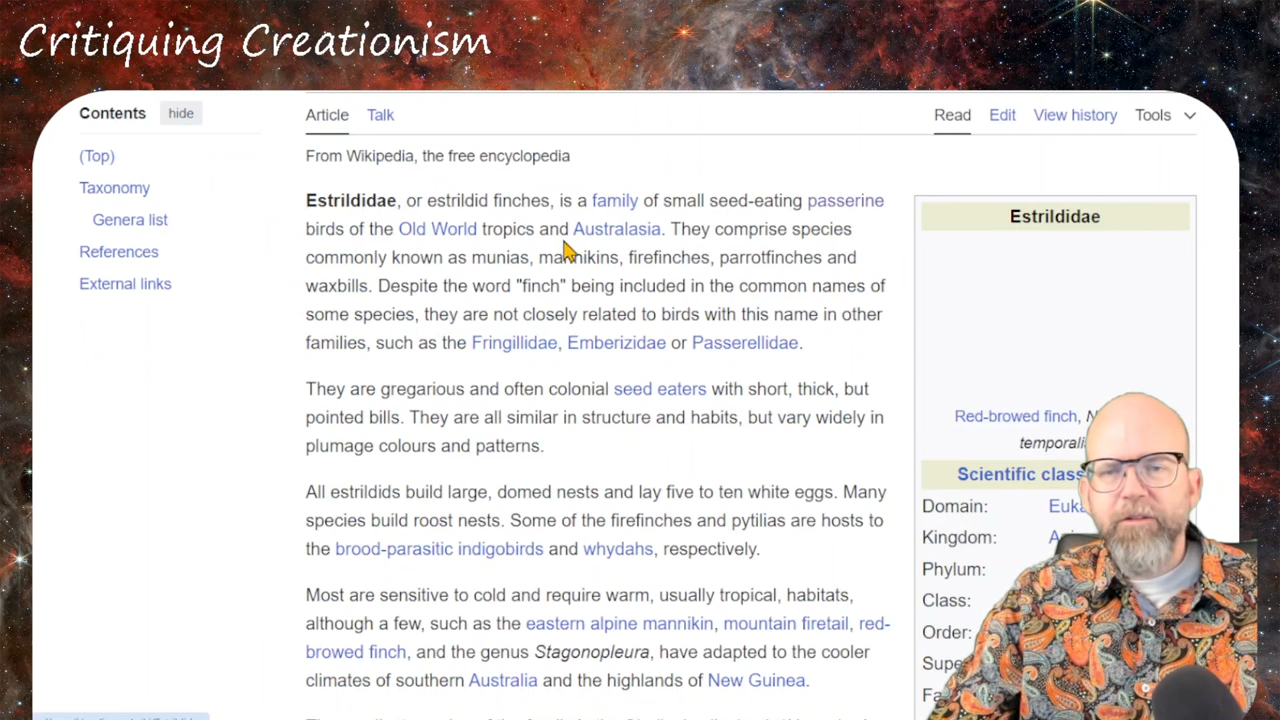 Critiquing Creationism
Contents hide
Article Talk Read Edit View history Tools
(Top)
Taxonomy
Genera list
References
External links
From Wikipedia, the free encyclopedia
Estrildidae, or estrildid finches, is a family of small seed-eating passerine
birds of the Old World tropics and Australasia. They comprise species
commonly known as munias, mannikins, firefinches, parrotfinches and
waxbills. Despite the word "finch" being included in the common names of
some species, they are not closely related to birds with this name in other
families, such as the Fringillidae, Emberizidae or Passerellidae.
They are gregarious and often colonial seed eaters with short, thick, but
pointed bills. They are all similar in structure and habits, but vary widely in
plumage colours and patterns.
All estrildids build large, domed nests and lay five to ten white eggs. Many
species build roost nests. Some of the firefinches and pytilias are hosts to
the brood-parasitic indigobirds and whydahs, respectively.
Most are sensitive to cold and require warm, usually tropical, habitats,
although a few, such as the eastern alpine mannikin, mountain firetail, red-
browed finch, and the genus Stagonopleura, have adapted to the cooler
climates of southern Australia and the highlands of New Guinea.
Estrildidae
Red-browed finch, N
temporali
Scientific class
Domain: Euka
Kingdom: A
Phylum:
Class:
Order:
Supe
Fa